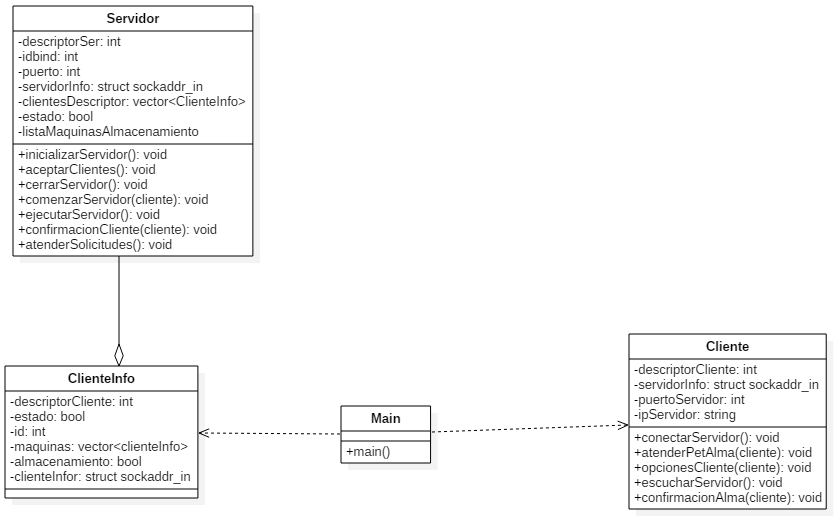 Servidor
-descriptorSer: int
-idbind: int
-puerto: int
-servidorInfo: struct sockaddr_in
-clientesDescriptor: vector<ClienteInfo>
-estado: bool
-listaMaquinasAlmacenamiento
+inicializarServidor(): void
+aceptarClientes(): void
+cerrarServidor(): void
+comenzarServidor(cliente): void
+ejecutarServidor(): void
+confirmacionCliente(cliente): void
+atenderSolicitudes(): void
ClienteInfo
-descriptorCliente: int
-estado: bool
-id: int
-maquinas: vector<clienteInfo>
-almacenamiento: bool
-clienteInfor: struct sockaddr_in
Main
+main()
Cliente
-descriptorCliente: int
-servidorInfo: struct sockaddr_in
-puertoServidor: int
-ipServidor: string
+conectarServidor(): void
+atenderPetAlma(cliente): void
+opcionesCliente(cliente): void
+escucharServidor(): void
+confirmacionAlma(cliente): void